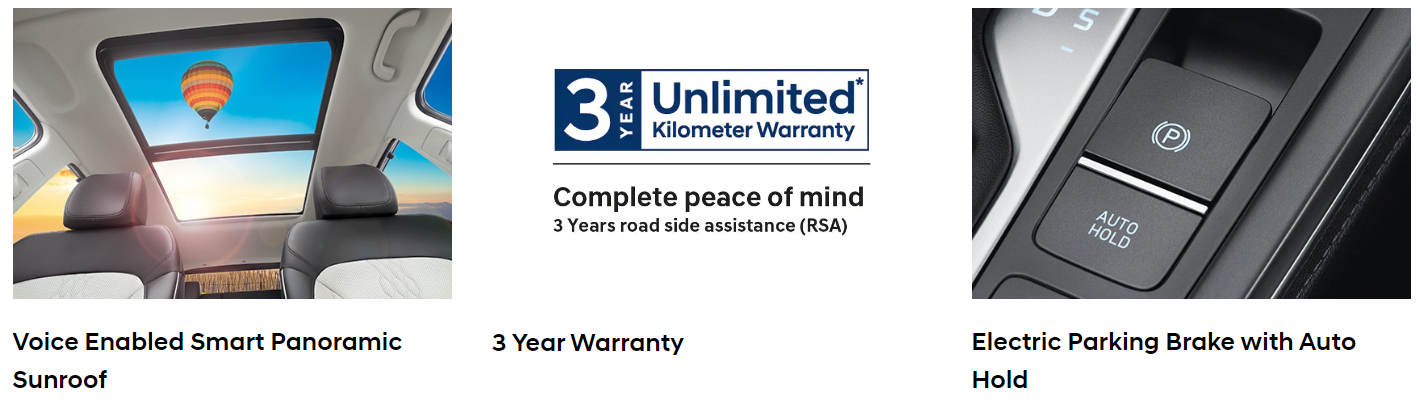 3 YEAR
Unlimited*
Kilometer Warranty
Complete peace of mind
3 Years road side assistance (RSA)
D S
P
AUTO
HOLD
Voice Enabled Smart Panoramic
Sunroof
3 Year Warranty
Electric Parking Brake with Auto
Hold